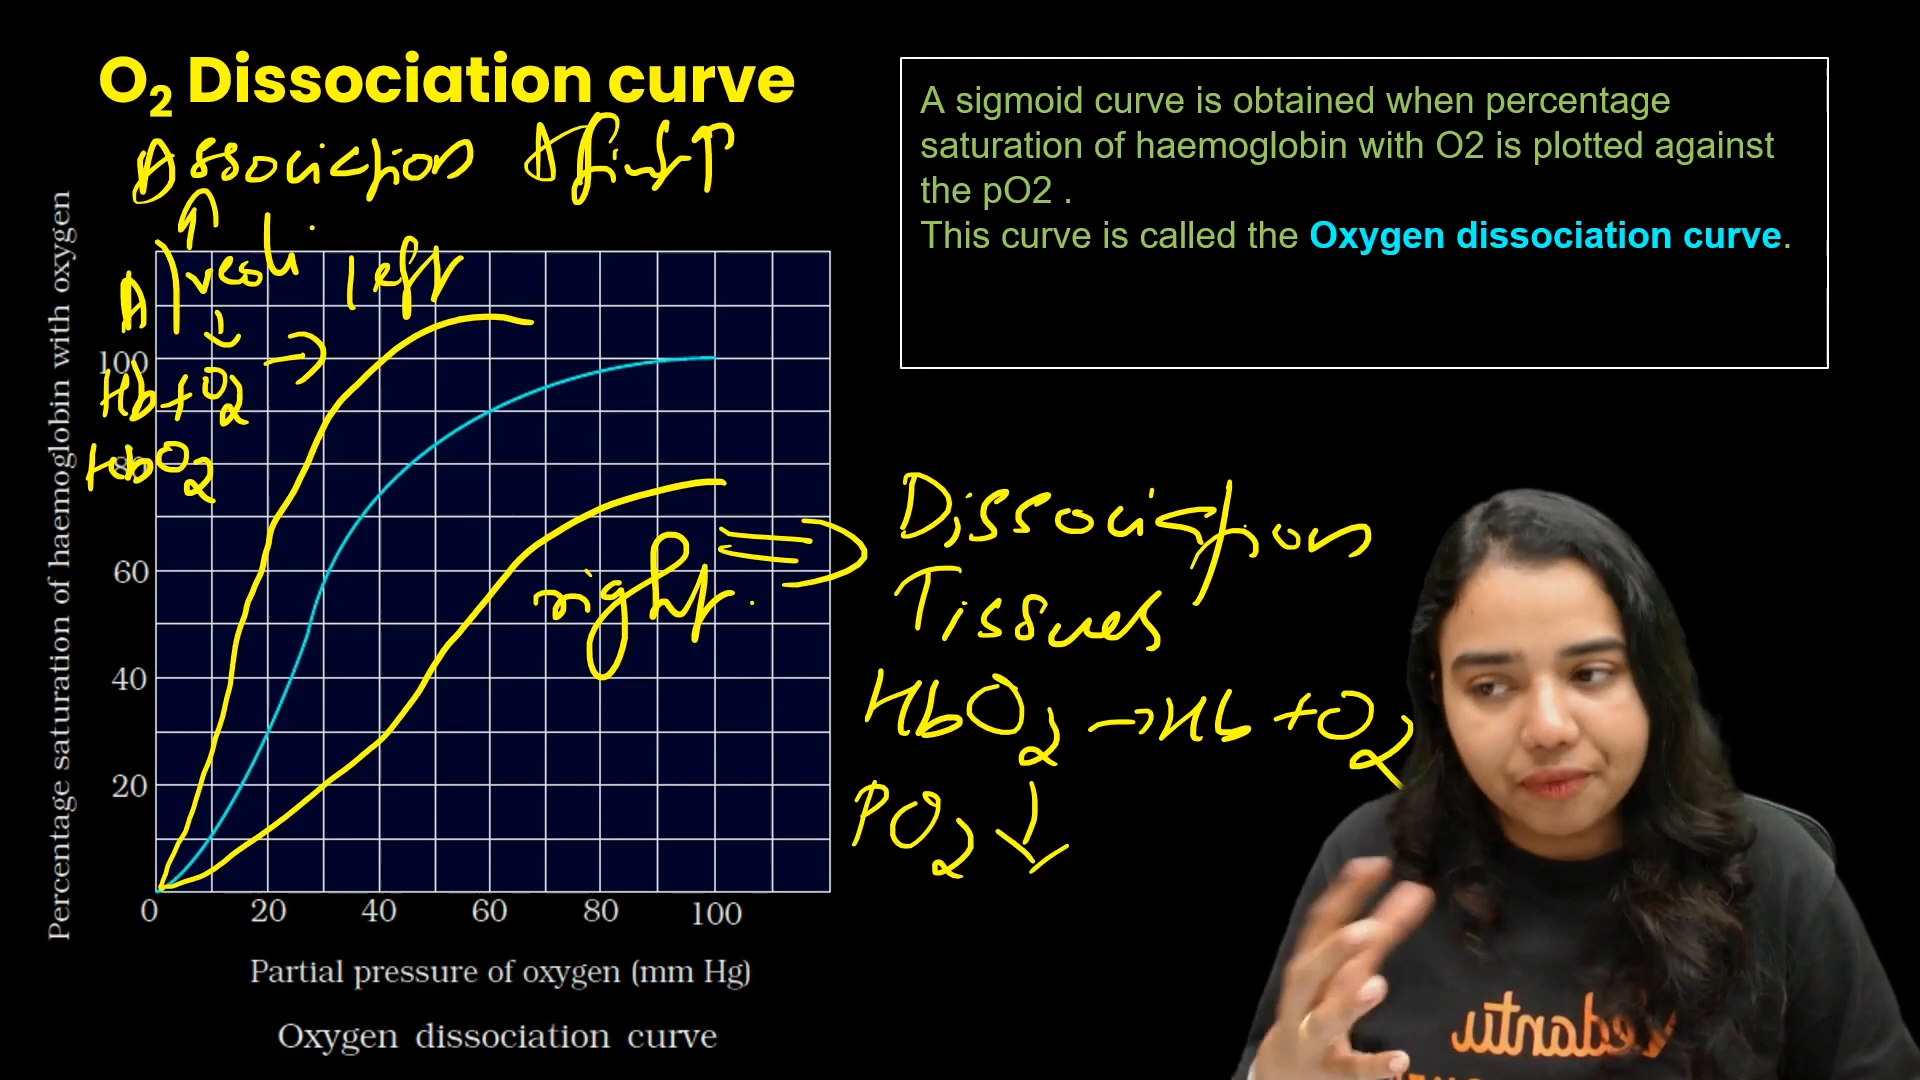 O2 Dissociation curve
Association Affinity↑
Alveoli
left
Hb+O2
HbO2
right
Percentage saturation of haemoglobin with oxygen
100
80
60
40
20
0 20 40 60 80 100
Partial pressure of oxygen (mm Hg)
Oxygen dissociation curve
A sigmoid curve is obtained when percentage
saturation of haemoglobin with O2 is plotted against
the pO2 .
This curve is called the Oxygen dissociation curve.
Dissociation
Tissues
HbO2 → Hb + O2
PO2 ↓
Vedantu